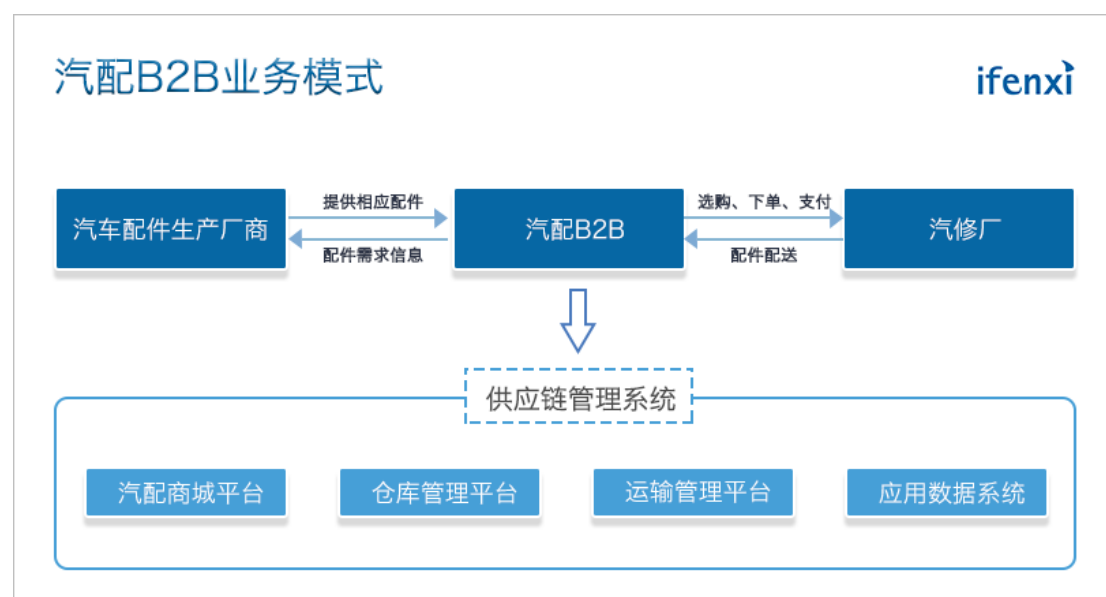 汽配B2B业务模式
ifenxi
提供相应配件
选购、下单、支付
汽车配件生产厂商
汽配B2B
汽修厂
配件需求信息
配件配送
供应链管理系统
汽配商城平台
仓库管理平台
运输管理平台
应用数据系统